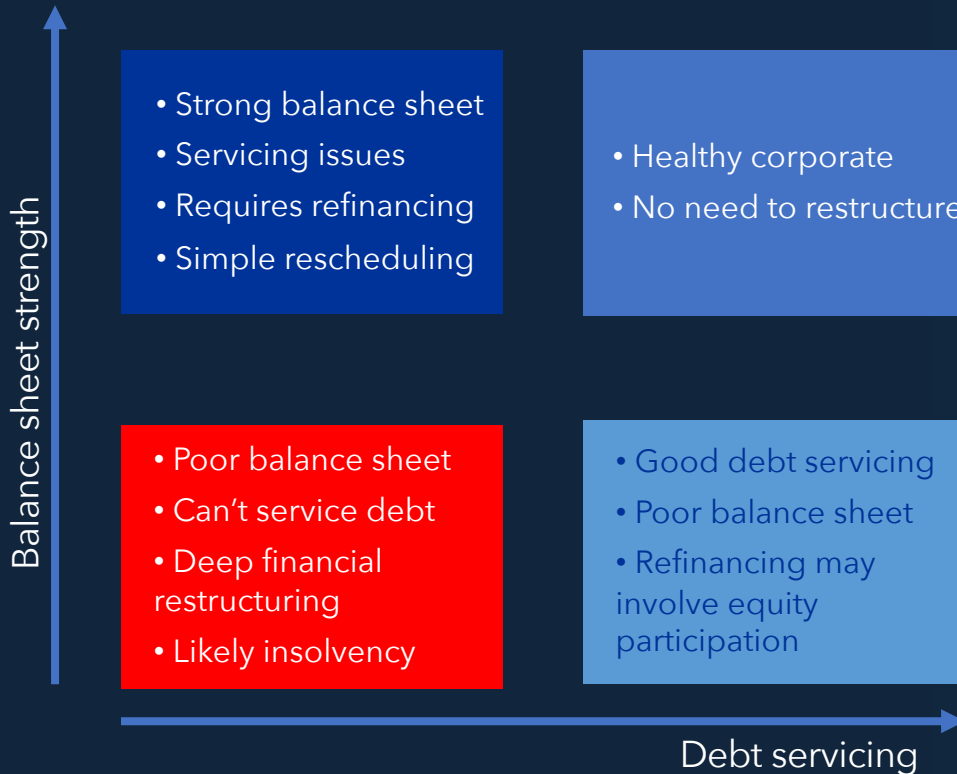 Balance sheet strength
• Strong balance sheet
• Servicing issues
• Requires refinancing
• Simple rescheduling
• Healthy corporate
• No need to restructure
• Poor balance sheet
• Can’t service debt
• Deep financial
restructuring
• Likely insolvency
• Good debt servicing
• Poor balance sheet
• Refinancing may
involve equity
participation
Debt servicing